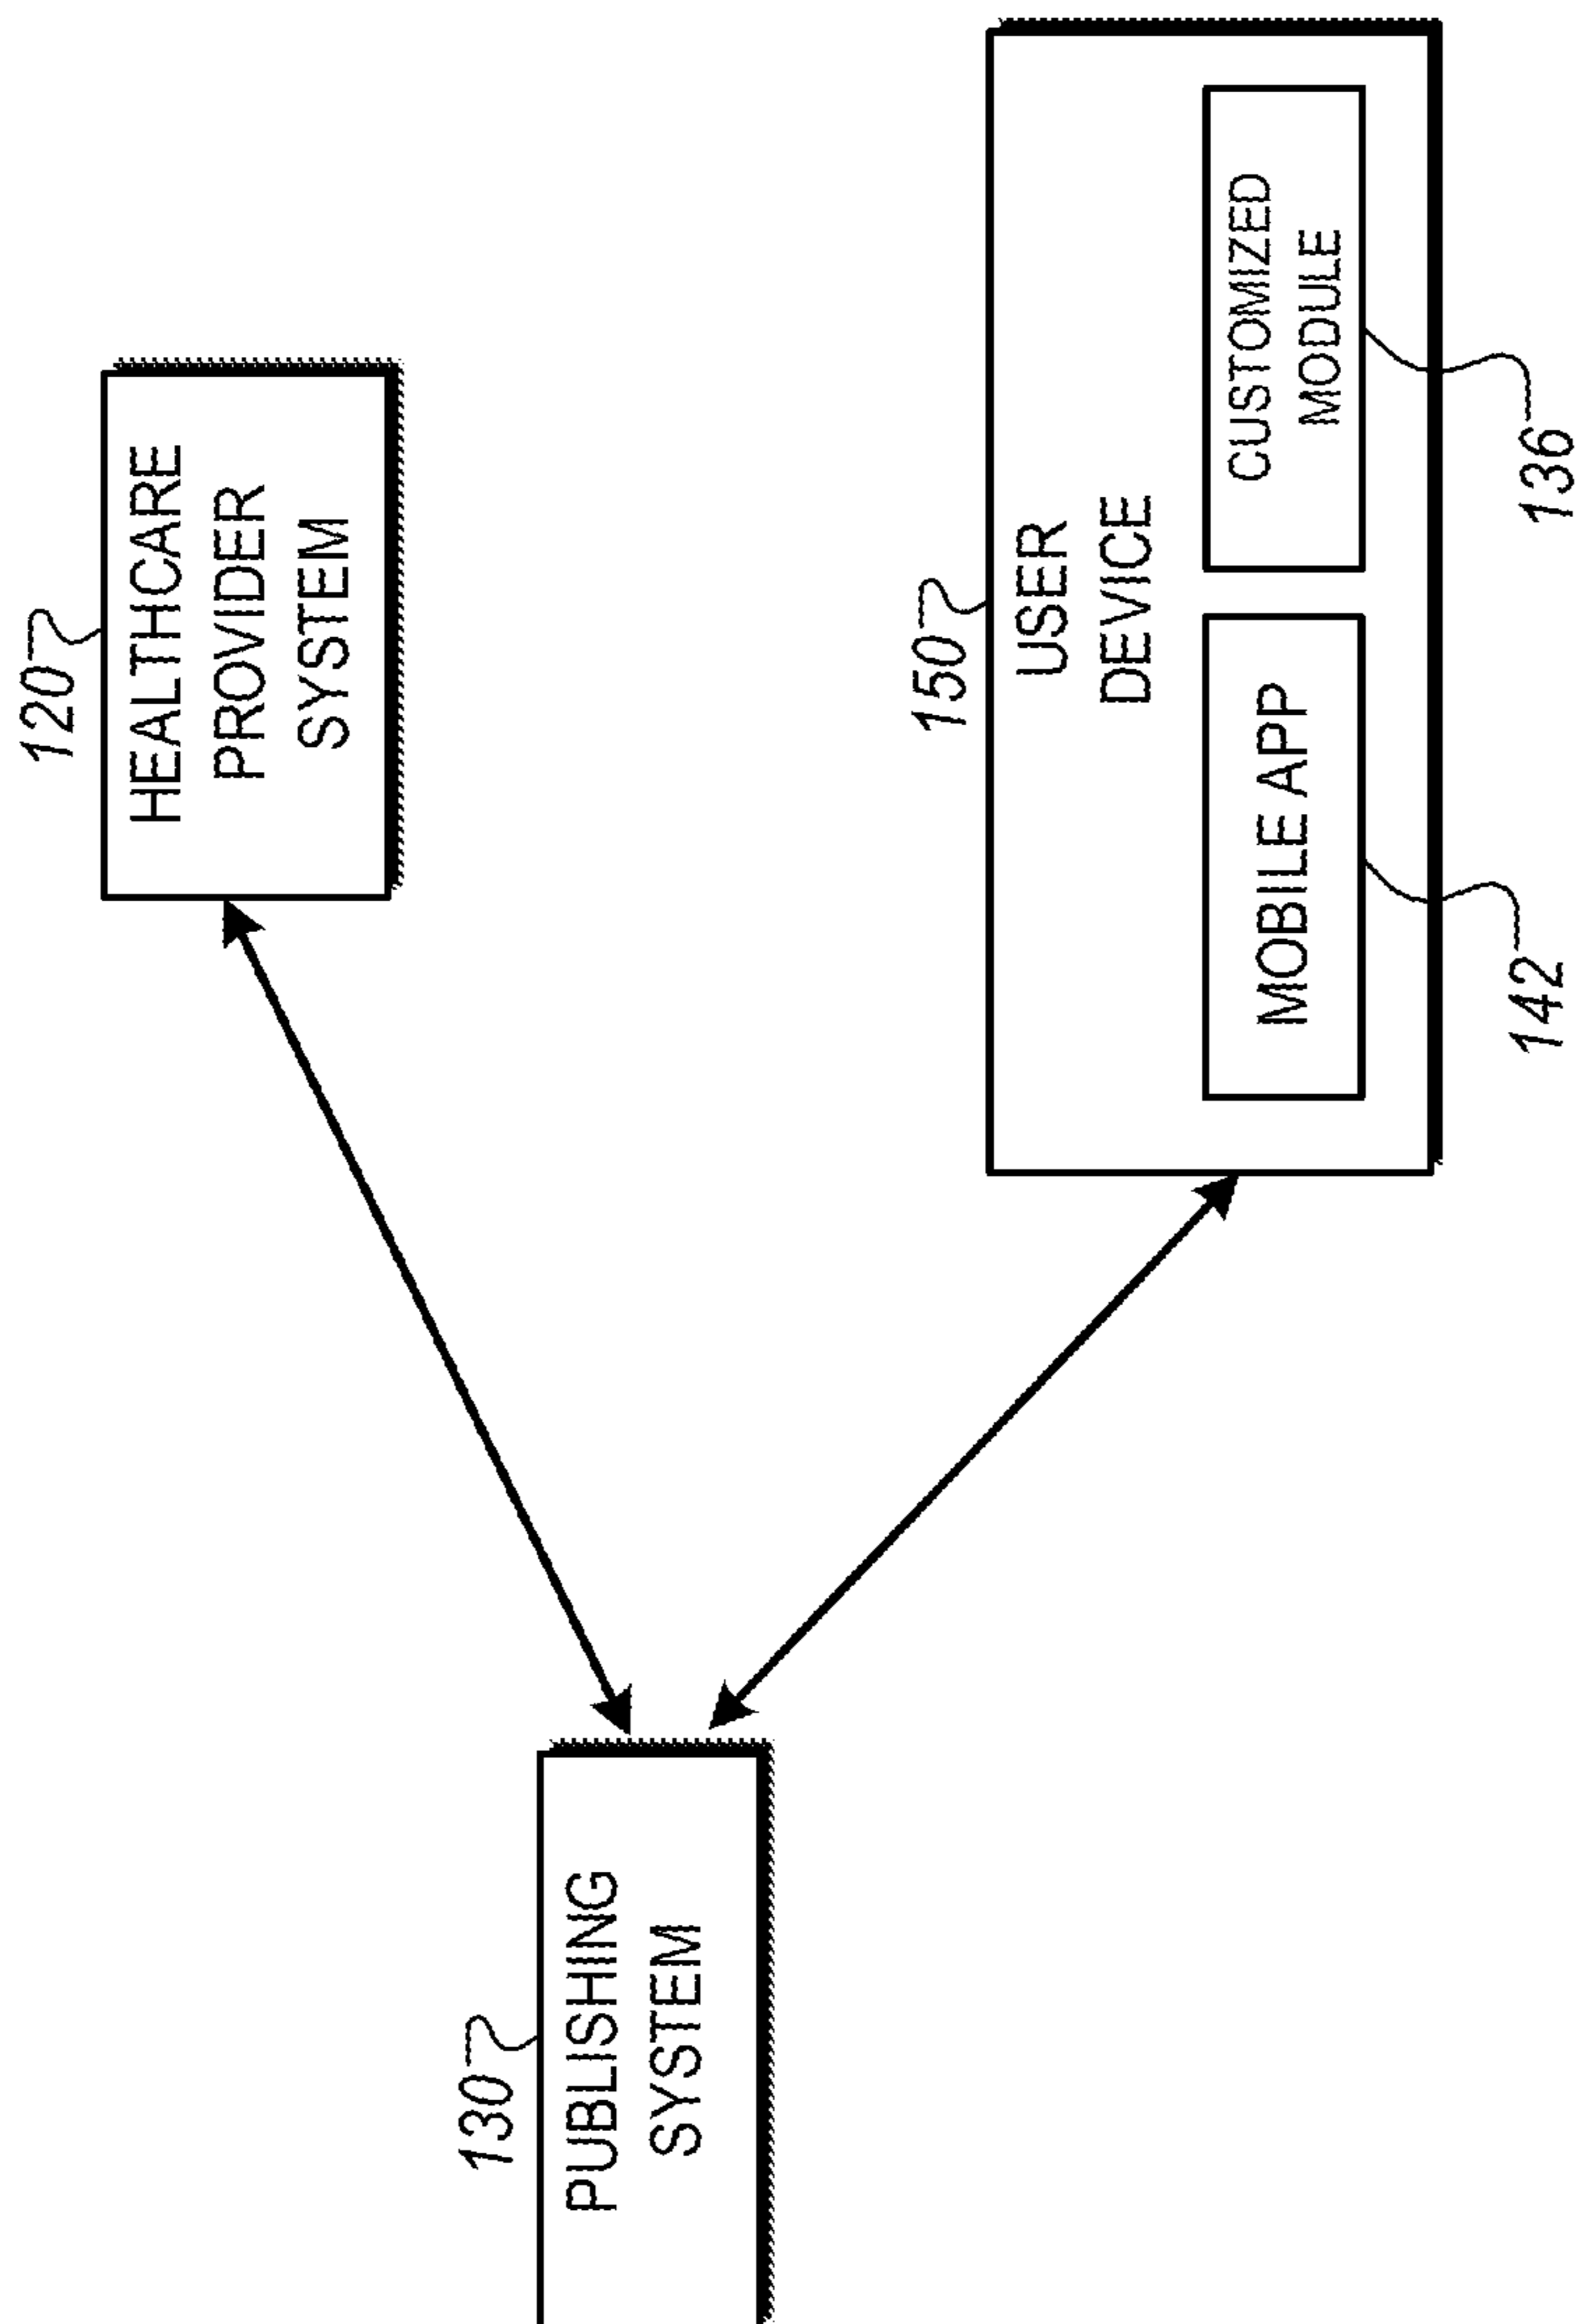 120
HEALTHCARE
PROVIDER
SYSTEM
130
PUBLISHING
SYSTEM
150
USER
DEVICE
MOBILE APP
CUSTOMIZED
MODULE
142
136